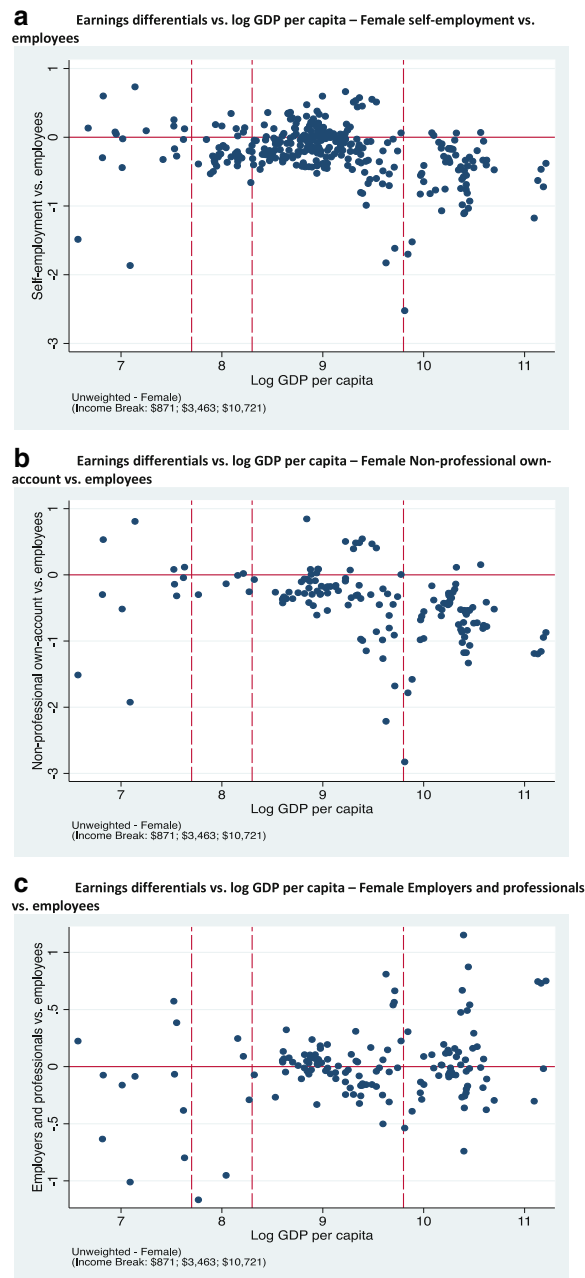 a Earnings differentials vs. log GDP per capita – Female self-employment vs.
employees
Self-employment vs. employees
1
0
-1
-2
-3
7 8 9 10 11
Log GDP per capita
Unweighted - Female)
(Income Break: $871; $3,463; $10,721)
b Earnings differentials vs. log GDP per capita – Female Non-professional own-
account vs. employees
Non-professional own-account vs. employees
1
0
-1
-2
-3
7 8 9 10 11
Log GDP per capita
Unweighted - Female)
(Income Break: $871; $3,463; $10,721)
c Earnings differentials vs. log GDP per capita – Female Employers and professionals
vs. employees
Employers and professionals vs. employees
1
.5
0
-.5
-1
7 8 9 10 11
Log GDP per capita
Unweighted - Female)
(Income Break: $871; $3,463; $10,721)